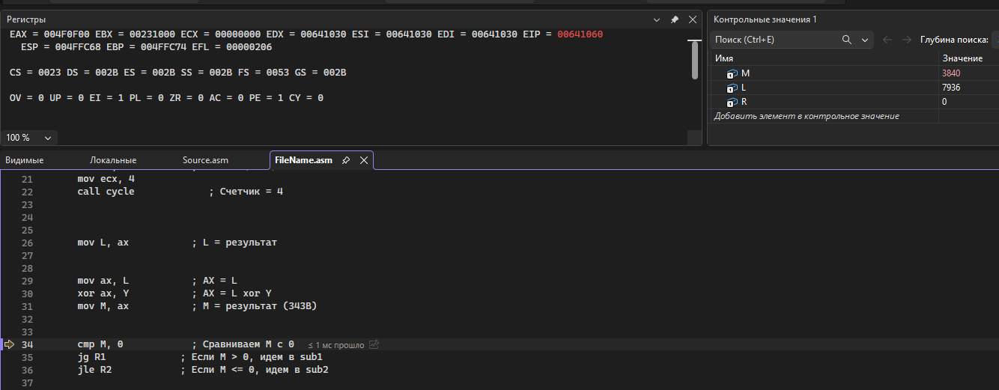 Регистры
EAX = 004F0F00 EBX = 00231000 ECX = 00000000 EDX = 00641030 ESI = 00641030 EDI = 00641030 EIP = 00641060
ESP = 004FFC68 EBP = 004FFC74 EFL = 00000206
CS = 0023 DS = 002B ES = 002B SS = 002B FS = 0053 GS = 002B
OV = 0 UP = 0 EI = 1 PL = 0 ZR = 0 AC = 0 PE = 1 CY = 0
100 %
Контрольные значения 1
Поиск (Ctrl+E) Глубина поиска:
Имя Значение
M 3840
L 7936
R 0
Добавить элемент в контрольное значение
Видимые Локальные Source.asm FileName.asm
21 mov ecx, 4
22 call cycle ; Счетчик = 4
23
24
25
26 mov L, ax ; L = результат
27
28
29 mov ax, L ; AX = L
30 xor ax, Y ; AX = L xor Y
31 mov M, ax ; M = результат (343B)
32
33
34 cmp M, 0 ; Сравниваем M с 0 ≤ 1 мс прошло
35 jg R1 ; Если M > 0, идем в sub1
36 jle R2 ; Если M <= 0, идем в sub2
37